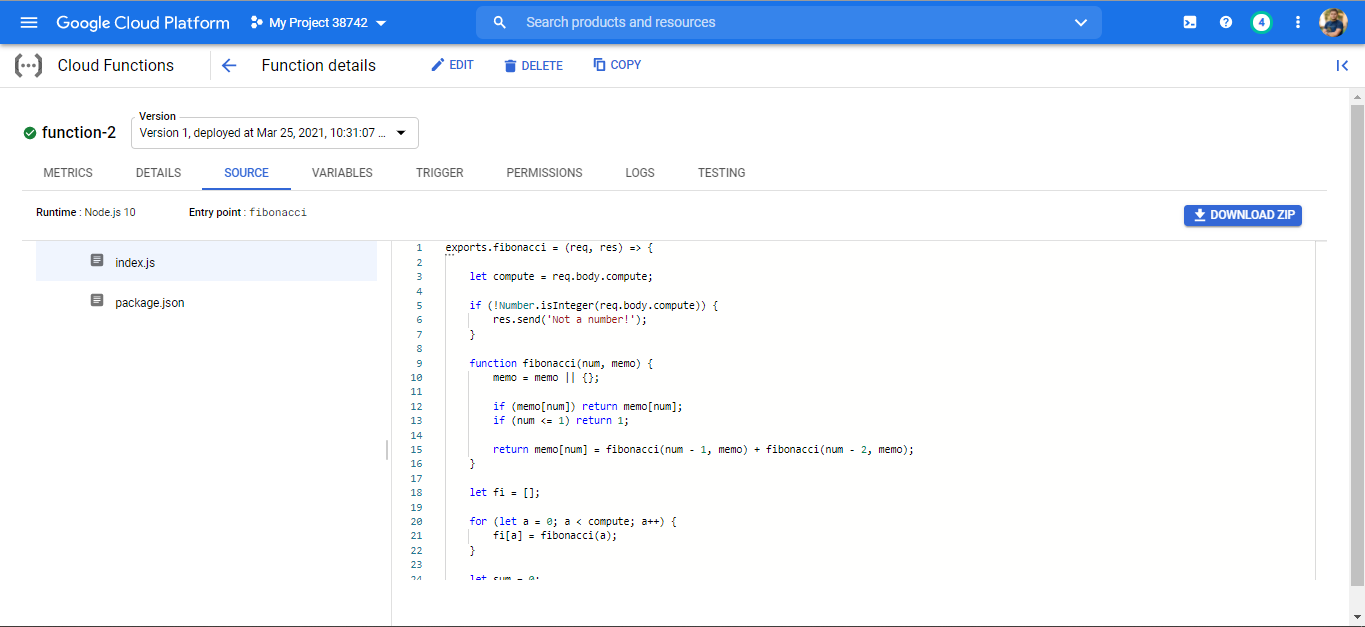 Google Cloud Platform My Project 38742 Search products and resources 4
Cloud Functions Function details EDIT DELETE COPY
function-2 Version
Version 1, deployed at Mar 25, 2021, 10:31:07 ...
METRICS DETAILS SOURCE VARIABLES TRIGGER PERMISSIONS LOGS TESTING
Runtime : Node.js 10 Entry point : fibonacci DOWNLOAD ZIP
index.js
package.json
1 exports.fibonacci = (req, res) => {
2
3 let compute = req.body.compute;
4
5 if (!Number.isInteger(req.body.compute)) {
6 res.send('Not a number!');
7 }
8
9 function fibonacci(num, memo) {
10 memo = memo || {};
11
12 if (memo[num]) return memo[num];
13 if (num <= 1) return 1;
14
15 return memo[num] = fibonacci(num - 1, memo) + fibonacci(num - 2, memo);
16 }
17
18 let fi = [];
19
20 for (let a = 0; a < compute; a++) {
21 fi[a] = fibonacci(a);
22 }
23
24 let sum = 0;